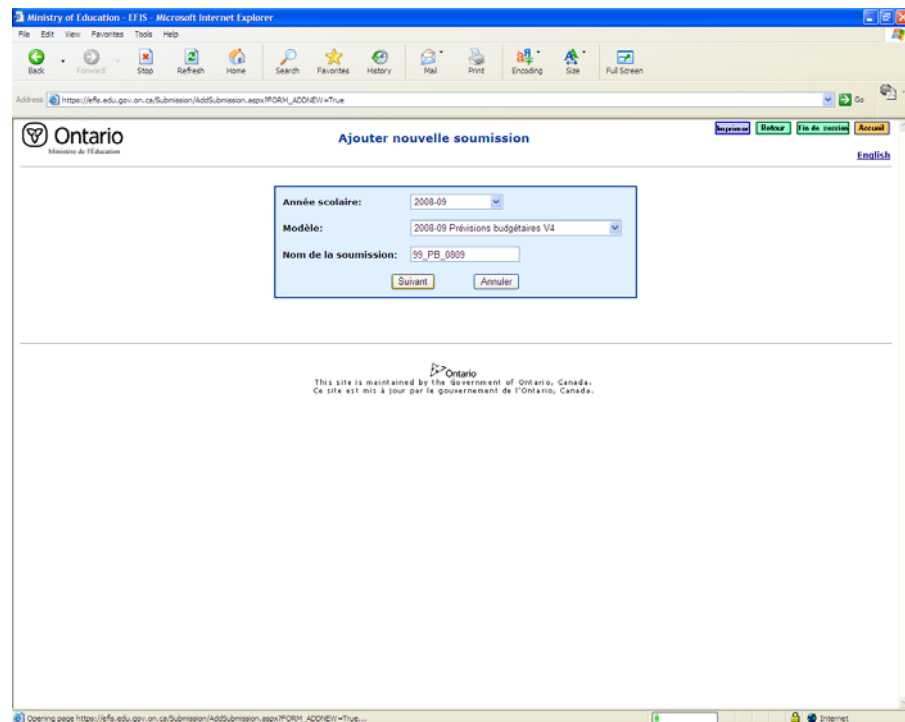 Ministry of Education - EFIS - Microsoft Internet Explorer
File Edit View Favorites Tools Help
Back Forward Stop Refresh Home Search Favorites History Mail Print Encoding Size Full Screen
Address https://efis.edu.gov.on.ca/Submission/AddSubmission.aspx?FORM_ADDNEW=True Go
Ontario
Ministère de l'Éducation
Ajouter nouvelle soumission
Imprimer Retour Fin de session Accueil
English
Année scolaire: 2008-09
Modèle: 2008-09 Prévisions budgétaires V4
Nom de la soumission: 99_PB_0809
Suivant Annuler
Ontario
This site is maintained by the Government of Ontario, Canada.
Ce site est mis à jour par le gouvernement de l'Ontario, Canada.
Opening page https://efis.edu.gov.on.ca/Submission/AddSubmission.aspx?FORM_ADDNEW=True... Internet